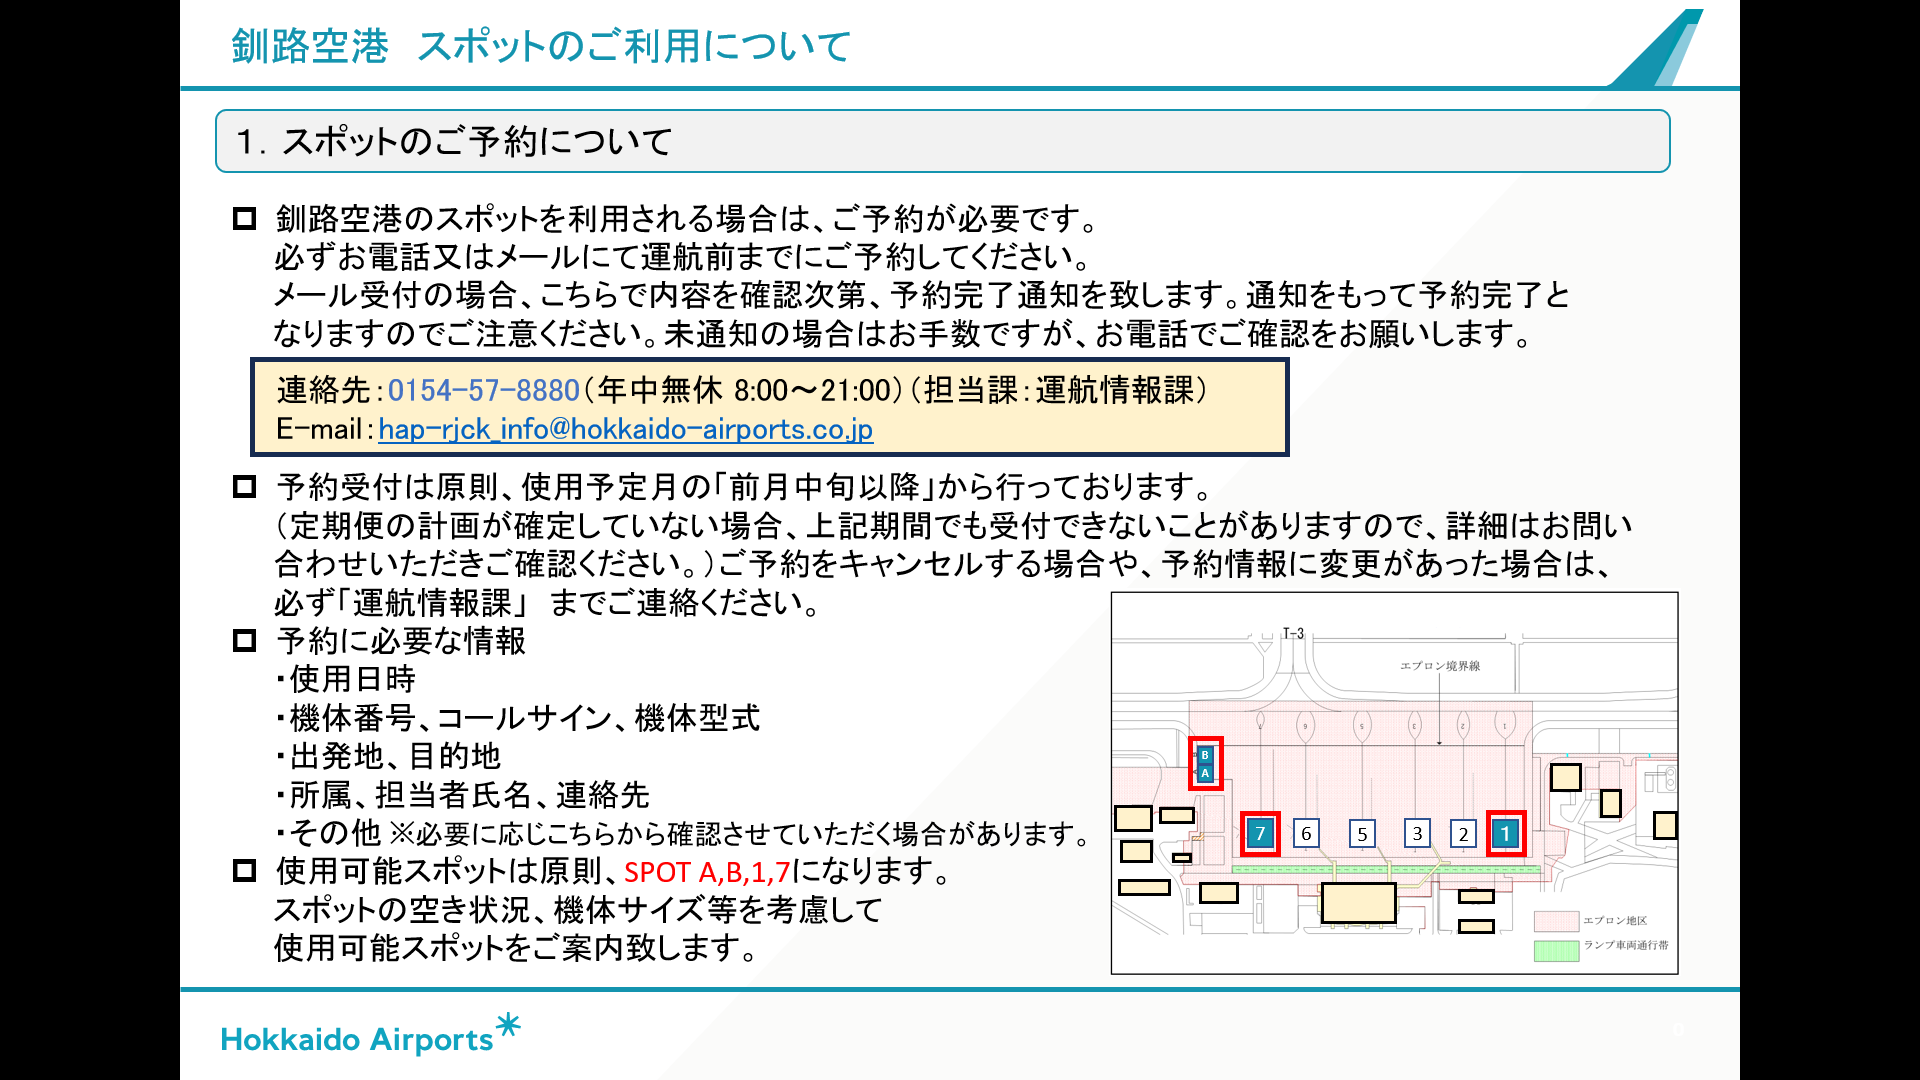 釧路空港　スポットのご利用について
１．スポットのご予約について
釧路空港のスポットを利用される場合は、ご予約が必要です。
必ずお電話又はメールにて運航前までにご予約してください。
メール受付の場合、こちらで内容を確認次第、予約完了通知を致します。通知をもって予約完了と
なりますのでご注意ください。未通知の場合はお手数ですが、お電話でご確認をお願いします。
連絡先：0154-57-8880（年中無休 8:00～21:00）（担当課：運航情報課）
E-mail：hap-rjck_info@hokkaido-airports.co.jp
予約受付は原則、使用予定月の「前月中旬以降」から行っております。
（定期便の計画が確定していない場合、上記期間でも受付できないことがありますので、詳細はお問い
合わせいただきご確認ください。）ご予約をキャンセルする場合や、予約情報に変更があった場合は、
必ず「運航情報課」　までご連絡ください。
予約に必要な情報
・使用日時
・機体番号、コールサイン、機体型式
・出発地、目的地
・所属、担当者氏名、連絡先
・その他 ※必要に応じこちらから確認させていただく場合があります。
使用可能スポットは原則、SPOT A,B,1,7になります。
スポットの空き状況、機体サイズ等を考慮して
使用可能スポットをご案内致します。
T-3
エプロン境界線
7 6 5 3 2 1
B
A
7 6 5 3 2 1
エプロン地区
ランプ車両通行帯
Hokkaido Airports